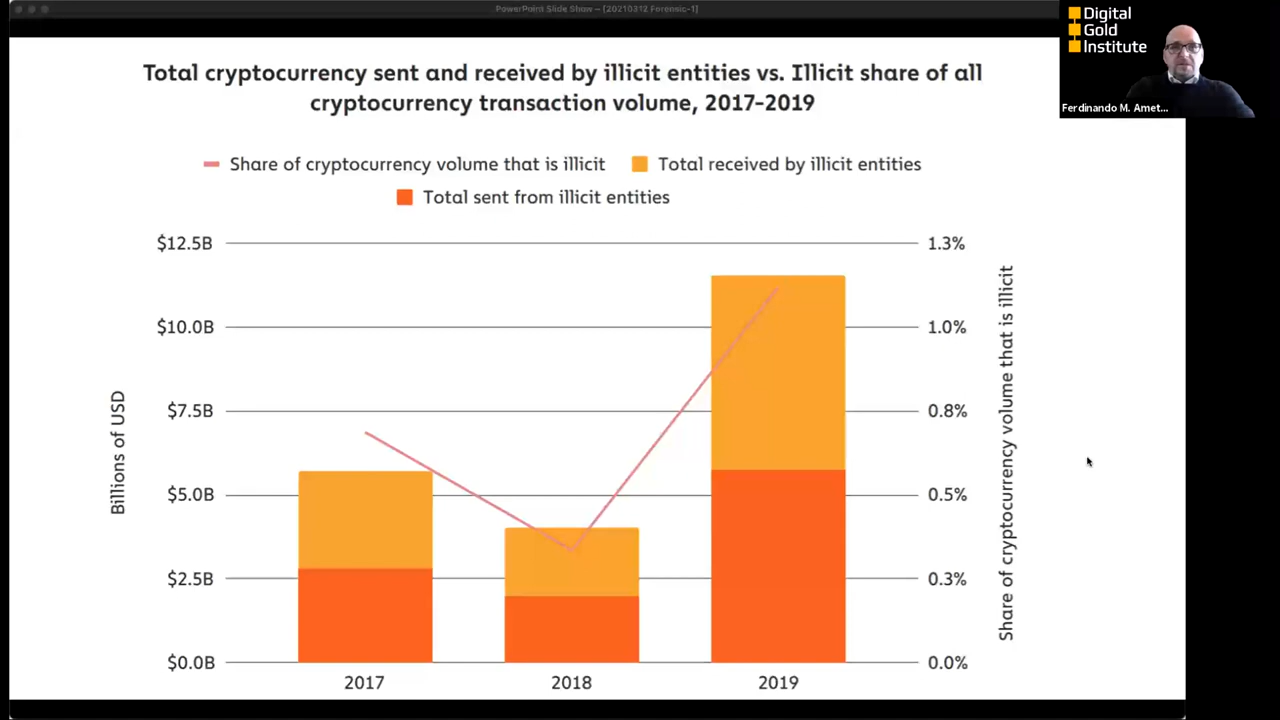 PowerPoint Slide Show – [20210312 Forensic-1]
Digital
Gold
Institute
Ferdinando M. Amet...
Total cryptocurrency sent and received by illicit entities vs. Illicit share of all
cryptocurrency transaction volume, 2017-2019
Share of cryptocurrency volume that is illicit
Total received by illicit entities
Total sent from illicit entities
$12.5B
1.3%
$10.0B
1.0%
$7.5B
0.8%
$5.0B
0.5%
$2.5B
0.3%
$0.0B
0.0%
Billions of USD
Share of cryptocurrency volume that is illicit
2017
2018
2019